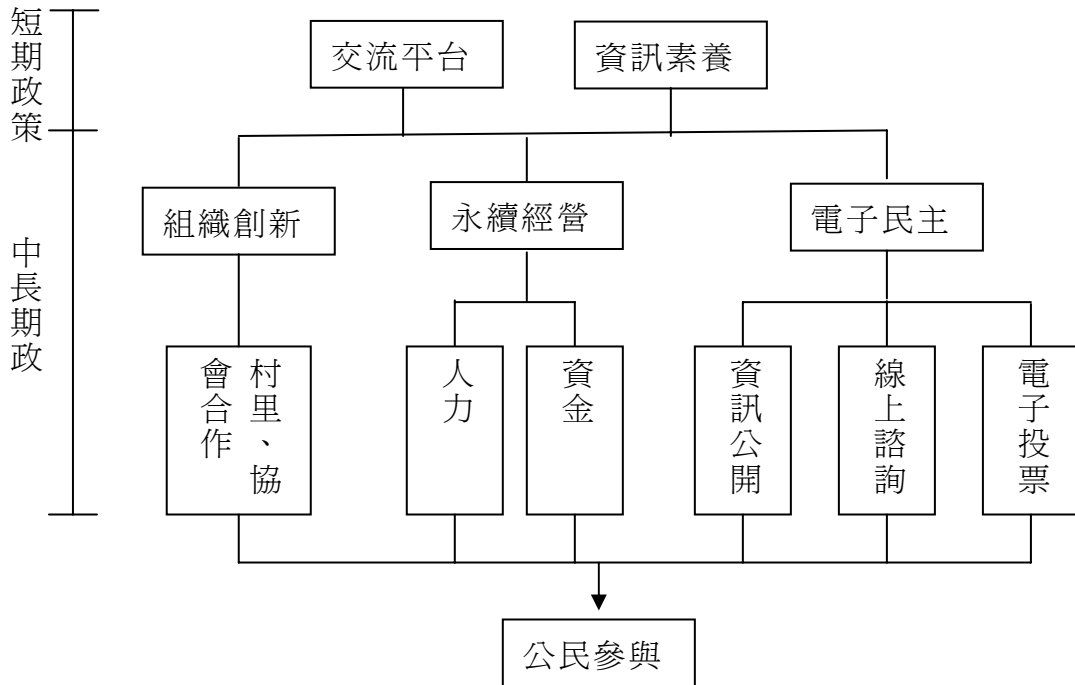 短期政策
交流平台
資訊素養
中長期政
組織創新
永續經營
電子民主
村里、協
會合作
人力
資金
資訊公開
線上諮詢
電子投票
公民參與